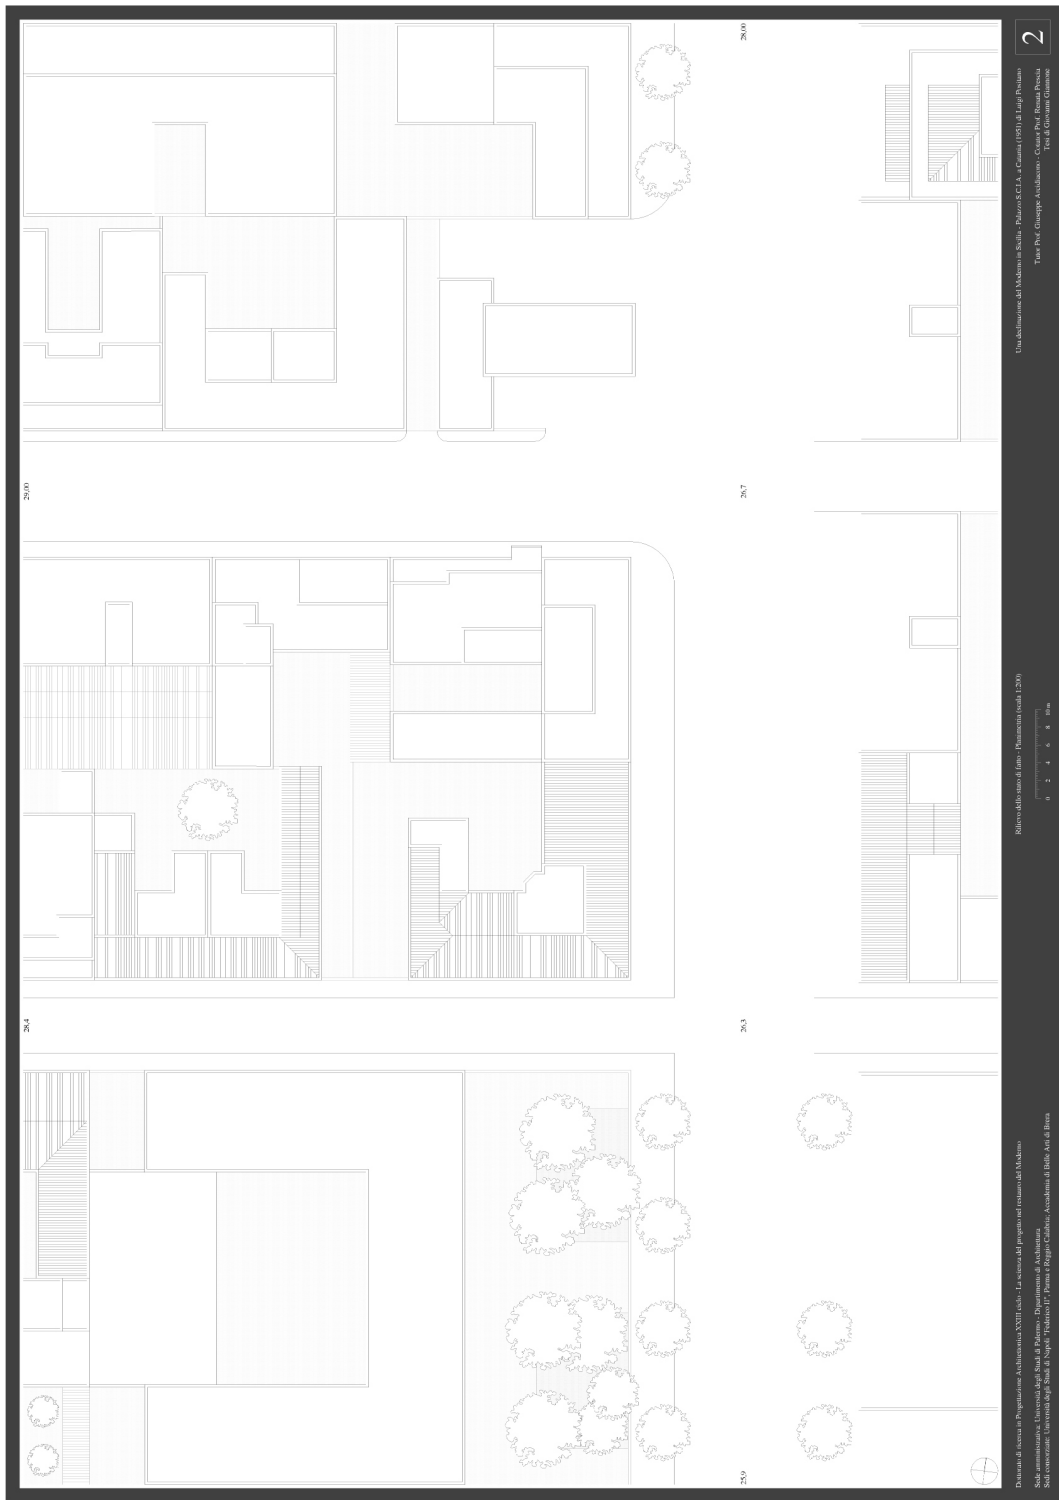 Dottorato di ricerca in Progettazione Architettonica XXIII ciclo - La scienza del progetto nel restauro del Moderno
Sede amministrativa: Università degli Studi di Palermo - Dipartimento di Architettura
Sedi consorziate: Università degli Studi di Napoli "Federico II", Parma e Reggio Calabria; Accademia di Belle Arti di Brera
Rilievo dello stato di fatto - Planimetria (scala 1:200)
0 2 4 6 8 10 m
Una declinazione del Moderno in Sicilia - Palazzo S.C.I.A. a Catania (1951) di Luigi Positano
Tutor Prof. Giuseppe Arcidiacono - Cotutor Prof. Renata Prescia
Tesi di Giovanni Giannone
2
28,4
29,00
25,9
26,3
26,7
28,00